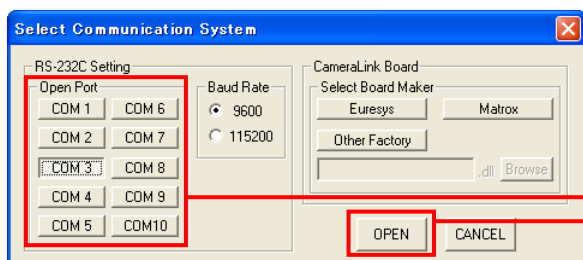 Select Communication System
RS-232C Setting
Open Port
COM 1 COM 6
COM 2 COM 7
COM 3 COM 8
COM 4 COM 9
COM 5 COM10
Baud Rate
9600
115200
CameraLink Board
Select Board Maker
Euresys Matrox
Other Factory
.dll Browse
OPEN CANCEL